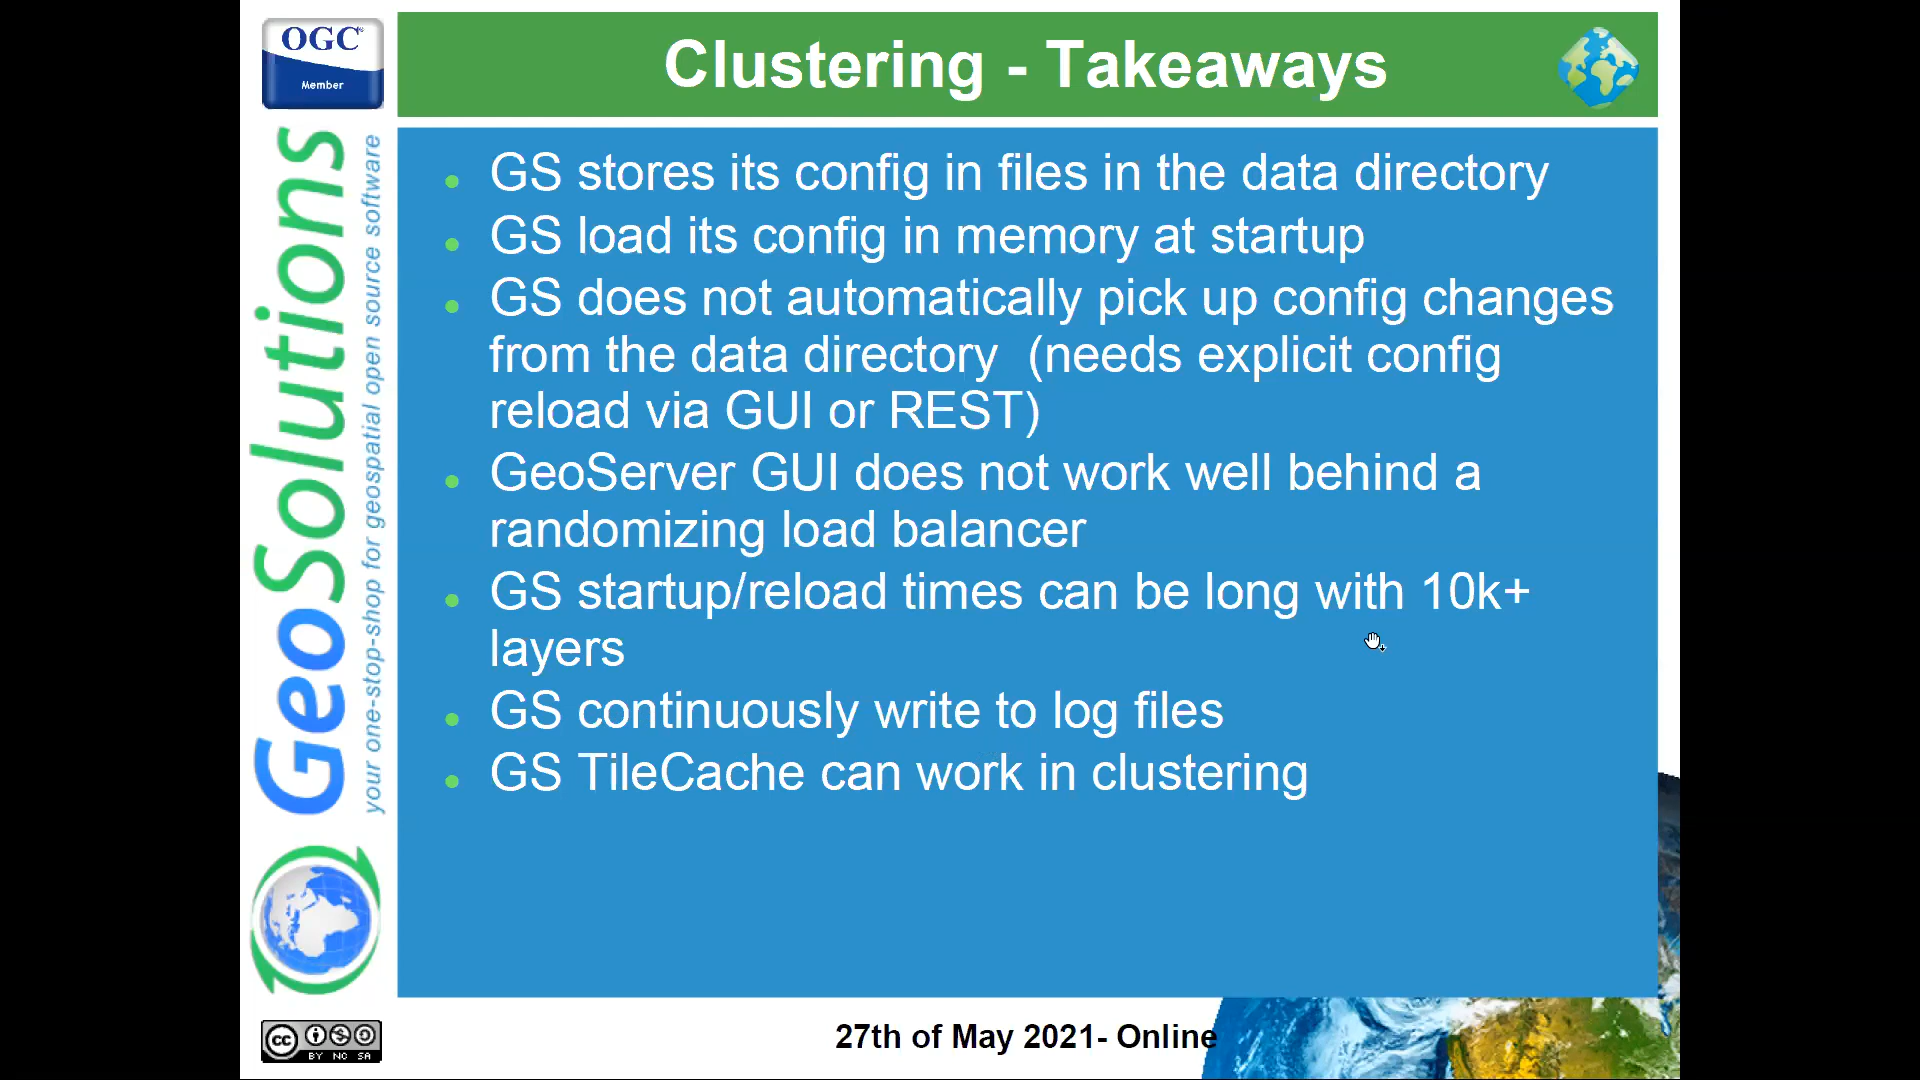 OGC®
Member
Clustering - Takeaways
GeoSolutions
your one-stop-shop for geospatial open source software
GS stores its config in files in the data directory
GS load its config in memory at startup
GS does not automatically pick up config changes
from the data directory (needs explicit config
reload via GUI or REST)
GeoServer GUI does not work well behind a
randomizing load balancer
GS startup/reload times can be long with 10k+
layers
GS continuously write to log files
GS TileCache can work in clustering
cc
BY NC SA
27th of May 2021- Online